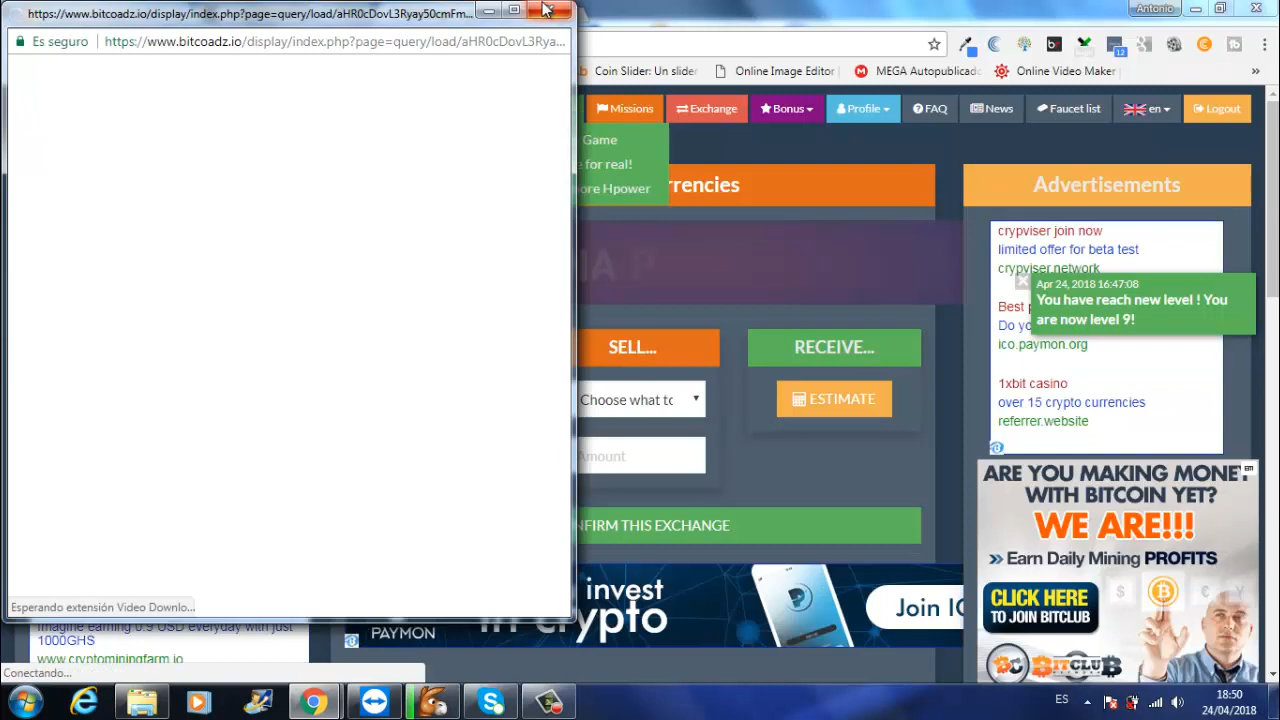 https://www.bitcoadz.io/display/index.php?page=query/load/aHR0cDovL3Ryay50cmFm...
Antonio
Es seguro
https://www.bitcoadz.io/display/index.php?page=query/load/aHR0cDovL3Rya...
12
Coin Slider: Un slider
Online Image Editor
MEGA Autopublicad
Online Video Maker
»
Missions
Exchange
Bonus
Profile
FAQ
News
Faucet list
en
Logout
Game
e for real!
ore Hpower
rrencies
Advertisements
crypviser join now
limited offer for beta test
crypviser.network
Apr 24, 2018 16:47:08
You have reach new level ! You
are now level 9!
Best
Do yo
ico.paymon.org
1xbit casino
over 15 crypto currencies
referrer.website
SELL...
RECEIVE...
Choose what tc
ESTIMATE
Amount
NFIRM THIS EXCHANGE
ARE YOU MAKING MONEY
WITH BITCOIN YET?
WE ARE!!!
» Earn Daily Mining PROFITS
CLICK HERE
TO JOIN BITCLUB
BITCLUB
NETWORK
PAYMON
invest
in crypto
Join IC
Esperando extensión Video Downlo...
Imagine earning 0.9 USD everyday with just
1000GHS
www.cryptominingfarm.io
Conectando...
ES
18:50
24/04/2018